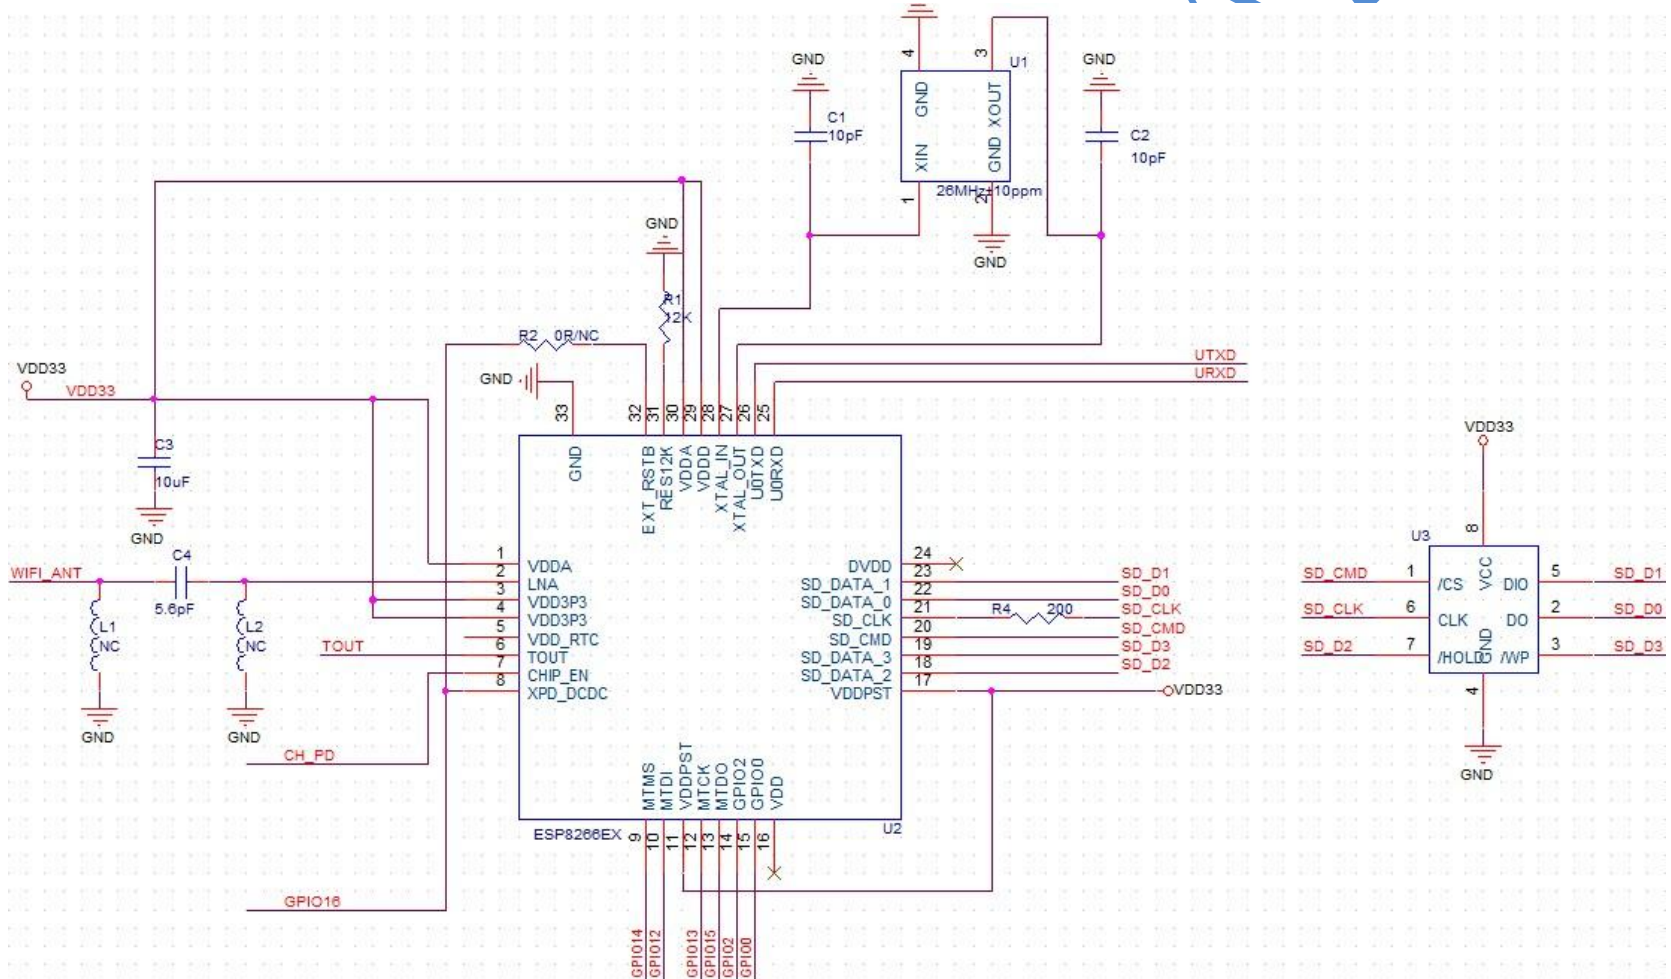 GND
C1
10pF
4
GND
XIN
1
3
XOUT
GND
2
U1
26MHz±10ppm
GND
GND
C2
10pF
GND
R1
12K
R2 0R/NC
GND
UTXD
URXD
VDD33
VDD33
C3
10uF
GND
33
32
31
30
29
28
27
26
25
GND
EXT_RSTB
RES12K
VDDA
VDDD
XTAL_IN
XTAL_OUT
U0TXD
U0RXD
WIFI_ANT
C4
5.6pF
L1
NC
GND
L2
NC
GND
TOUT
CH_PD
GPIO16
1 VDDA
2 LNA
3 VDD3P3
4 VDD3P3
5 VDD_RTC
6 TOUT
7 CHIP_EN
8 XPD_DCDC
DVDD 24
SD_DATA_1 23 SD_D1
SD_DATA_0 22 SD_D0
SD_CLK 21 R4 200 SD_CLK
SD_CMD 20 SD_CMD
SD_DATA_3 19 SD_D3
SD_DATA_2 18 SD_D2
VDDPST 17 VDD33
MTMS
MTDI
VDDPST
MTCK
MTDO
GPIO2
GPIO0
VDD
ESP8266EX
U2
9
10
11
12
13
14
15
16
GPIO14
GPIO12
GPIO13
GPIO15
GPIO2
GPIO0
VDD33
8
U3
SD_CMD 1 /CS VCC DIO 5 SD_D1
SD_CLK 6 CLK DO 2 SD_D0
SD_D2 7 /HOLD GND /WP 3 SD_D3
4
GND